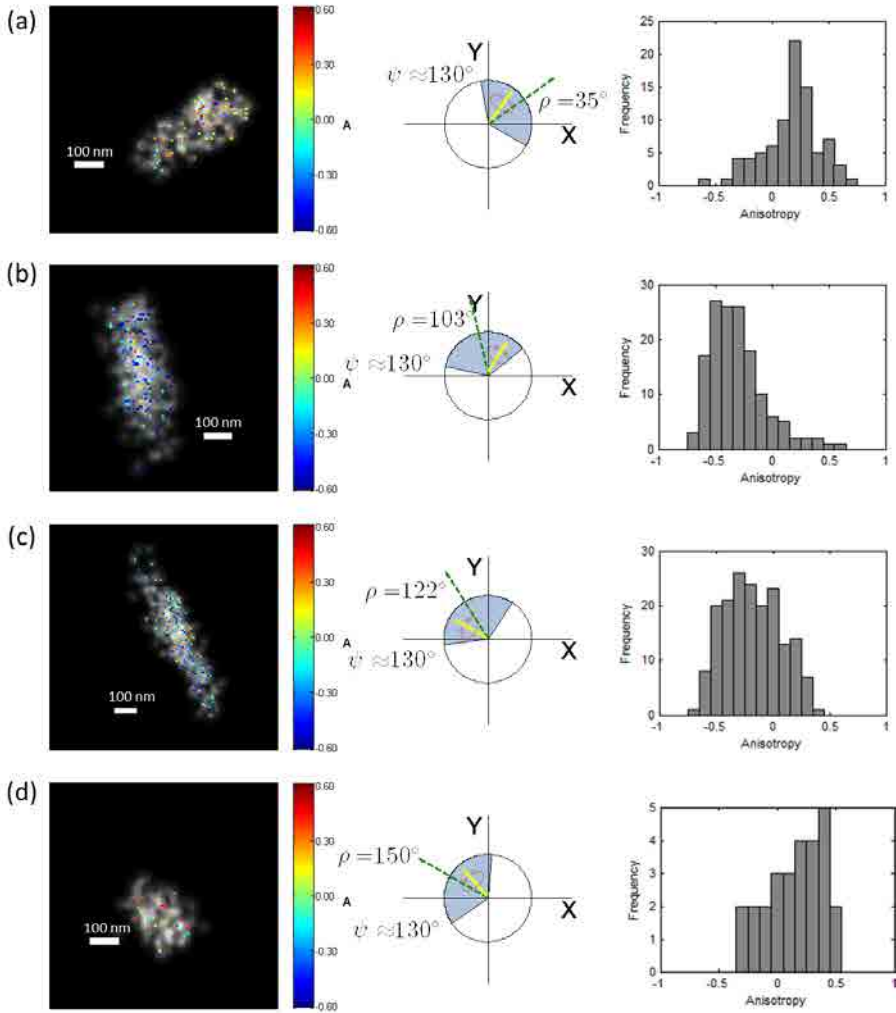 (a)
100 nm
0.60
0.30
0.00
-0.30
-0.60
A
Y
ψ ≈130°
ρ =35°
X
25
20
15
10
5
0
Frequency
-1 -0.5 0 0.5 1
Anisotropy
(b)
100 nm
0.60
0.30
0.00
-0.30
-0.60
A
Y
ρ =103°
ψ ≈130°
X
30
20
10
0
Frequency
-1 -0.5 0 0.5 1
Anisotropy
(c)
100 nm
0.60
0.30
0.00
-0.30
-0.60
A
Y
ρ =122°
ψ ≈130°
X
30
20
10
0
Frequency
-1 -0.5 0 0.5 1
Anisotropy
(d)
100 nm
0.60
0.30
0.00
-0.30
-0.60
A
Y
ρ =150°
ψ ≈130°
X
5
4
3
2
1
0
Frequency
-1 -0.5 0 0.5 1
Anisotropy